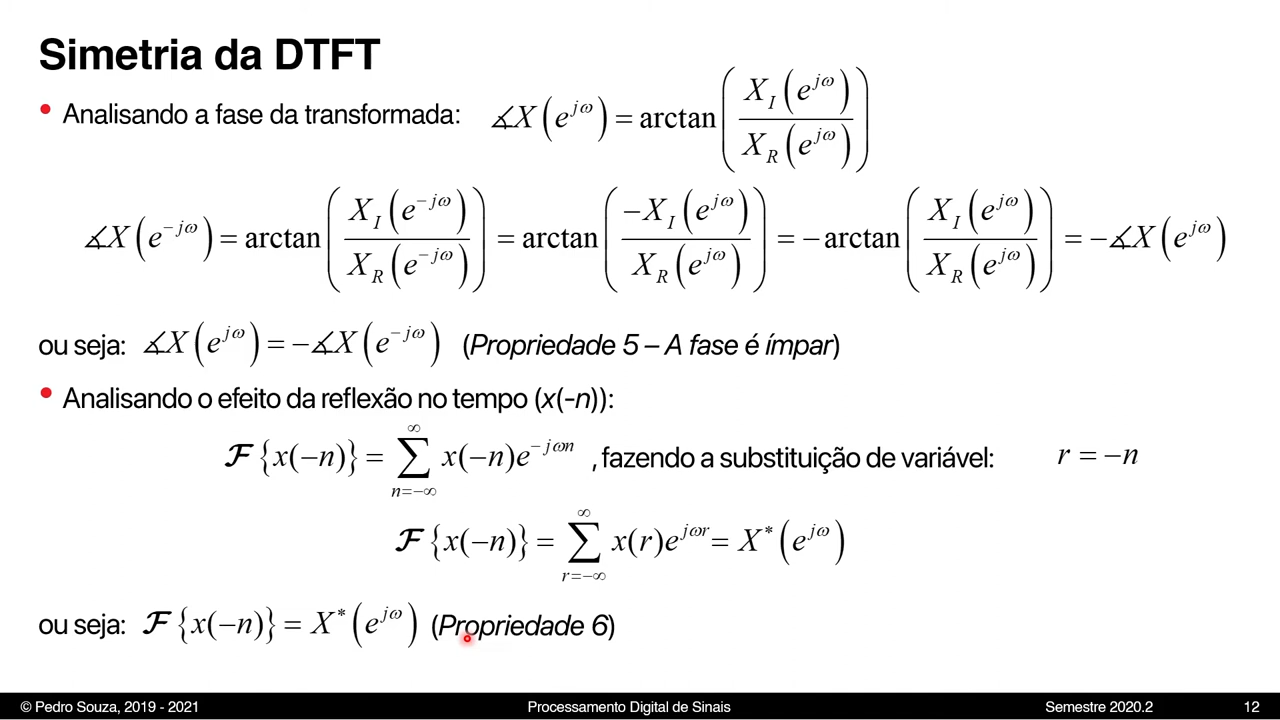 Simetria da DTFT
• Analisando a fase da transformada: ∡X(e^{jω}) = arctan(X_I(e^{jω}) / X_R(e^{jω}))
∡X(e^{-jω}) = arctan(X_I(e^{-jω}) / X_R(e^{-jω})) = arctan(-X_I(e^{jω}) / X_R(e^{jω})) = -arctan(X_I(e^{jω}) / X_R(e^{jω})) = -∡X(e^{jω})
ou seja: ∡X(e^{jω}) = -∡X(e^{-jω}) (Propriedade 5 – A fase é ímpar)
• Analisando o efeito da reflexão no tempo (x(-n)):
ℱ{x(-n)} = ∑_{n=-∞}^{∞} x(-n)e^{-jωn} , fazendo a substituição de variável: r = -n
ℱ{x(-n)} = ∑_{r=-∞}^{∞} x(r)e^{jωr} = X*(e^{jω})
ou seja: ℱ{x(-n)} = X*(e^{jω}) (Propriedade 6)
© Pedro Souza, 2019 - 2021 Processamento Digital de Sinais Semestre 2020.2 12